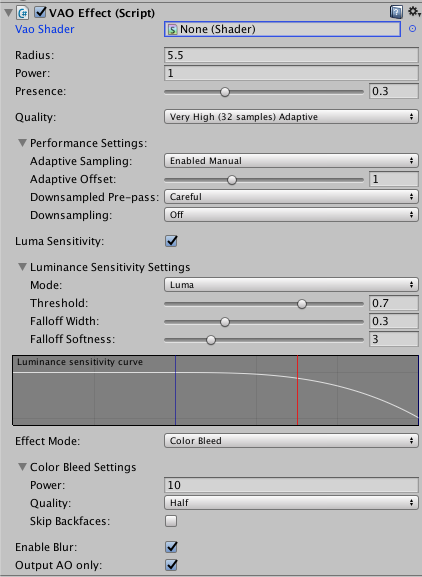 VAO Effect (Script)
Vao Shader None (Shader)
Radius: 5.5
Power: 1
Presence: 0.3
Quality: Very High (32 samples) Adaptive
Performance Settings:
Adaptive Sampling: Enabled Manual
Adaptive Offset: 1
Downsampled Pre-pass: Careful
Downsampling: Off
Luma Sensitivity:
Luminance Sensitivity Settings
Mode: Luma
Threshold: 0.7
Falloff Width: 0.3
Falloff Softness: 3
Luminance sensitivity curve
Effect Mode: Color Bleed
Color Bleed Settings
Power: 10
Quality: Half
Skip Backfaces:
Enable Blur:
Output AO only: